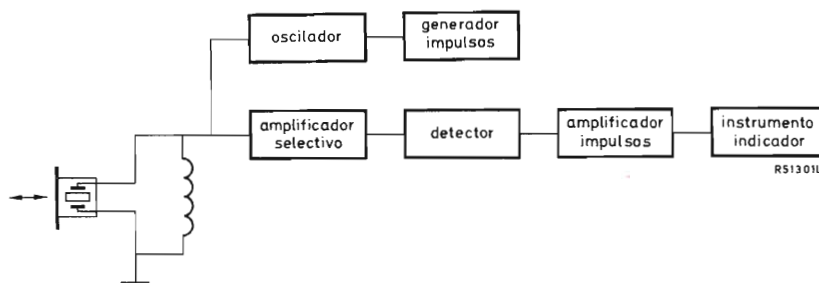 oscilador
generador
impulsos
amplificador
selectivo
detector
amplificador
impulsos
instrumento
indicador
R51301L